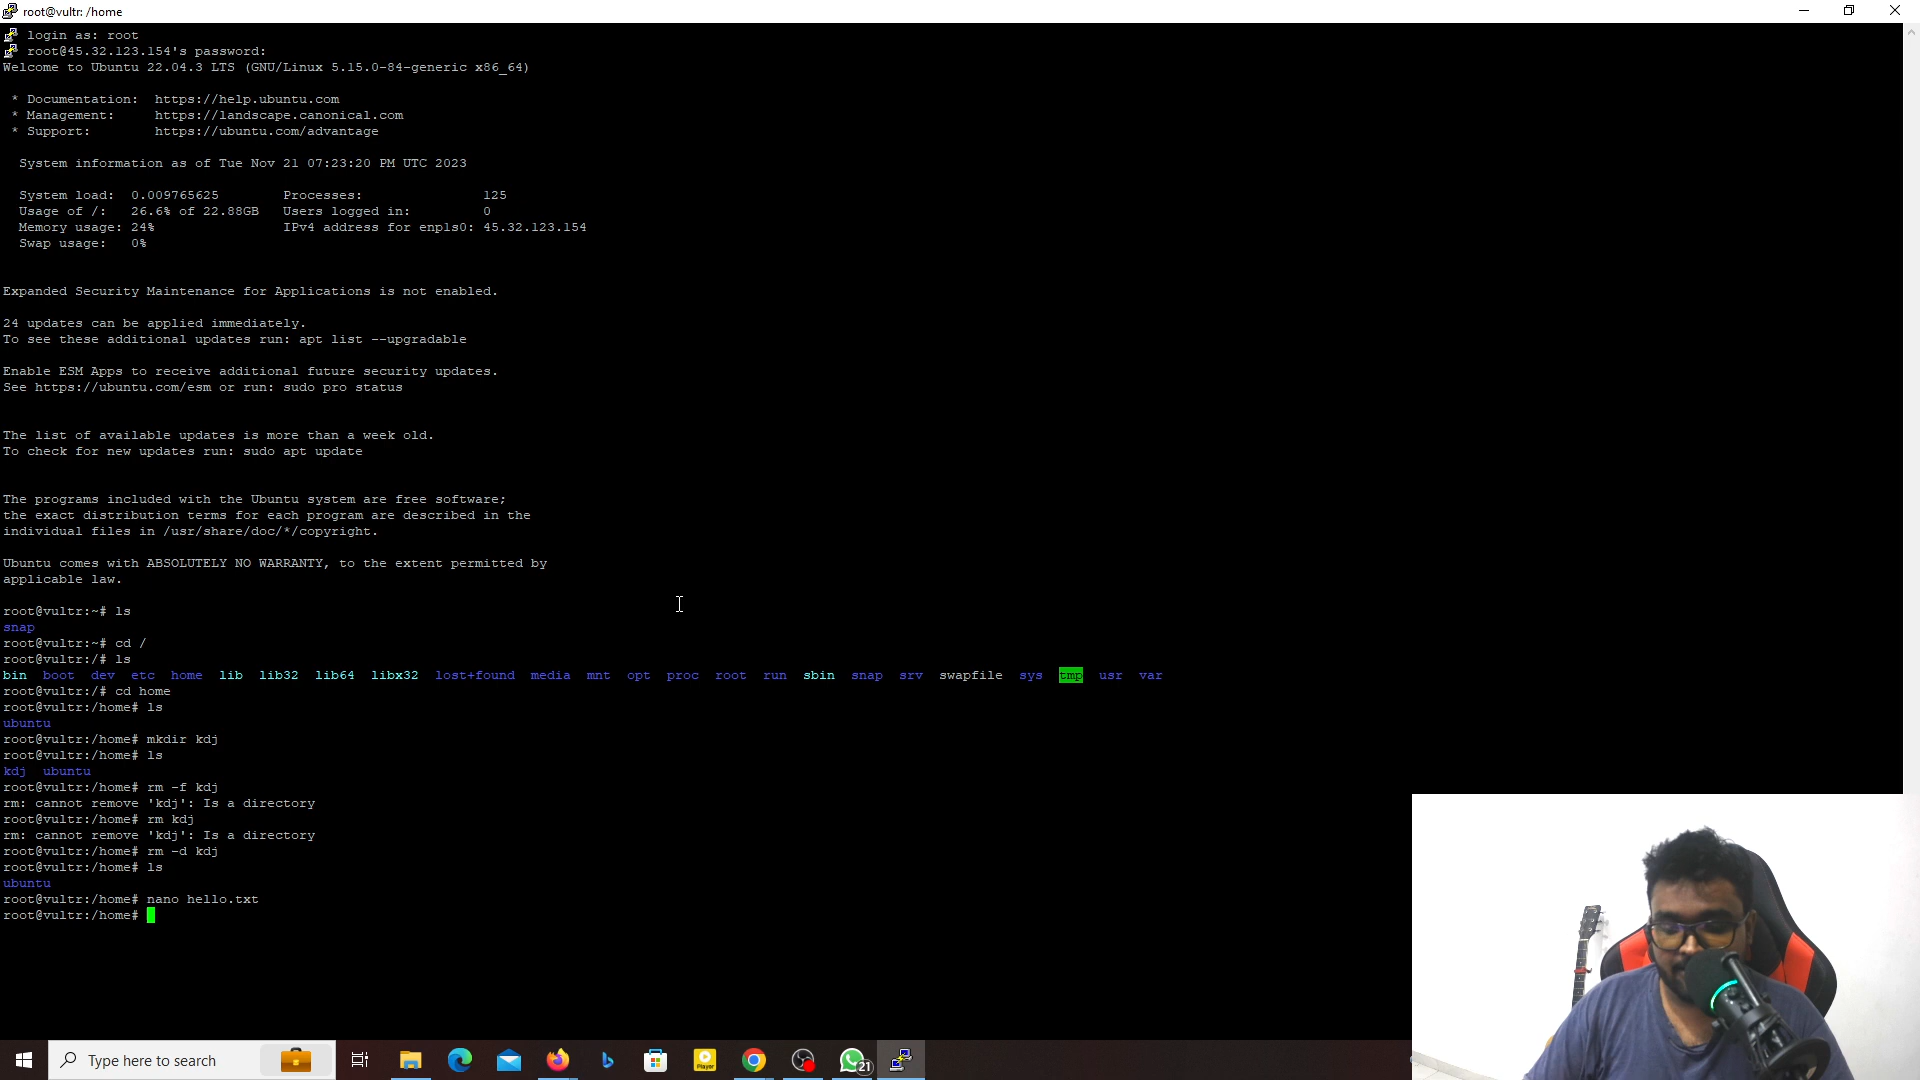 root@vultr: /home
login as: root
root@45.32.123.154's password:
Welcome to Ubuntu 22.04.3 LTS (GNU/Linux 5.15.0-84-generic x86_64)
* Documentation:  https://help.ubuntu.com
* Management:     https://landscape.canonical.com
* Support:        https://ubuntu.com/advantage
System information as of Tue Nov 21 07:23:20 PM UTC 2023
System load:  0.009765625        Processes:               125
Usage of /:   26.6% of 22.88GB   Users logged in:         0
Memory usage: 24%                IPv4 address for enp1s0: 45.32.123.154
Swap usage:   0%
Expanded Security Maintenance for Applications is not enabled.
24 updates can be applied immediately.
To see these additional updates run: apt list --upgradable
Enable ESM Apps to receive additional future security updates.
See https://ubuntu.com/esm or run: sudo pro status
The list of available updates is more than a week old.
To check for new updates run: sudo apt update
The programs included with the Ubuntu system are free software;
the exact distribution terms for each program are described in the
individual files in /usr/share/doc/*/copyright.
Ubuntu comes with ABSOLUTELY NO WARRANTY, to the extent permitted by
applicable law.
root@vultr:~# ls
snap
root@vultr:~# cd /
root@vultr:/# ls
bin  boot  dev  etc  home  lib  lib32  lib64  libx32  lost+found  media  mnt  opt  proc  root  run  sbin  snap  srv  swapfile  sys  tmp  usr  var
root@vultr:/# cd home
root@vultr:/home# ls
ubuntu
root@vultr:/home# mkdir kdj
root@vultr:/home# ls
kdj  ubuntu
root@vultr:/home# rm -f kdj
rm: cannot remove 'kdj': Is a directory
root@vultr:/home# rm kdj
rm: cannot remove 'kdj': Is a directory
root@vultr:/home# rm -d kdj
root@vultr:/home# ls
ubuntu
root@vultr:/home# nano hello.txt
root@vultr:/home#
Type here to search
Player
21